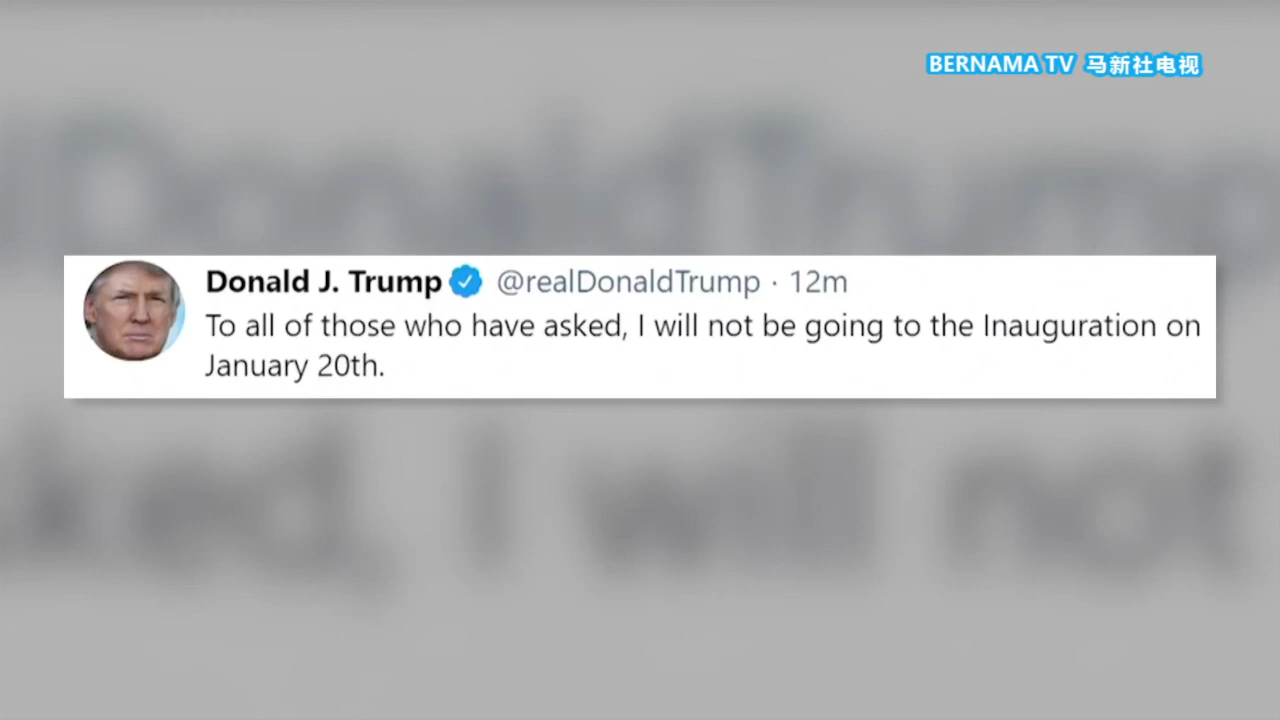 BERNAMA TV 马新社电视
Donald J. Trump @realDonaldTrump · 12m
To all of those who have asked, I will not be going to the Inauguration on
January 20th.